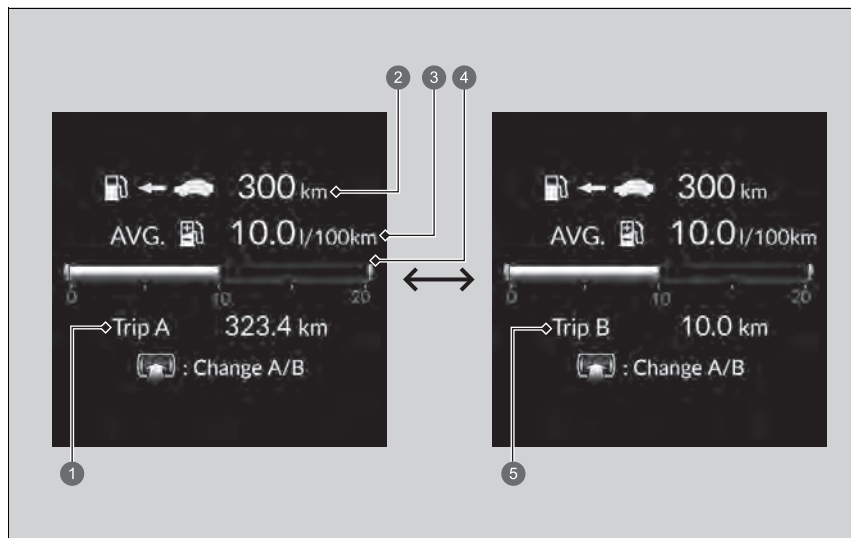 2 3 4
300 km
AVG. 10.0 l/100km
0 10 20
Trip A 323.4 km
: Change A/B
1
300 km
AVG. 10.0 l/100km
0 10 20
Trip B 10.0 km
: Change A/B
5